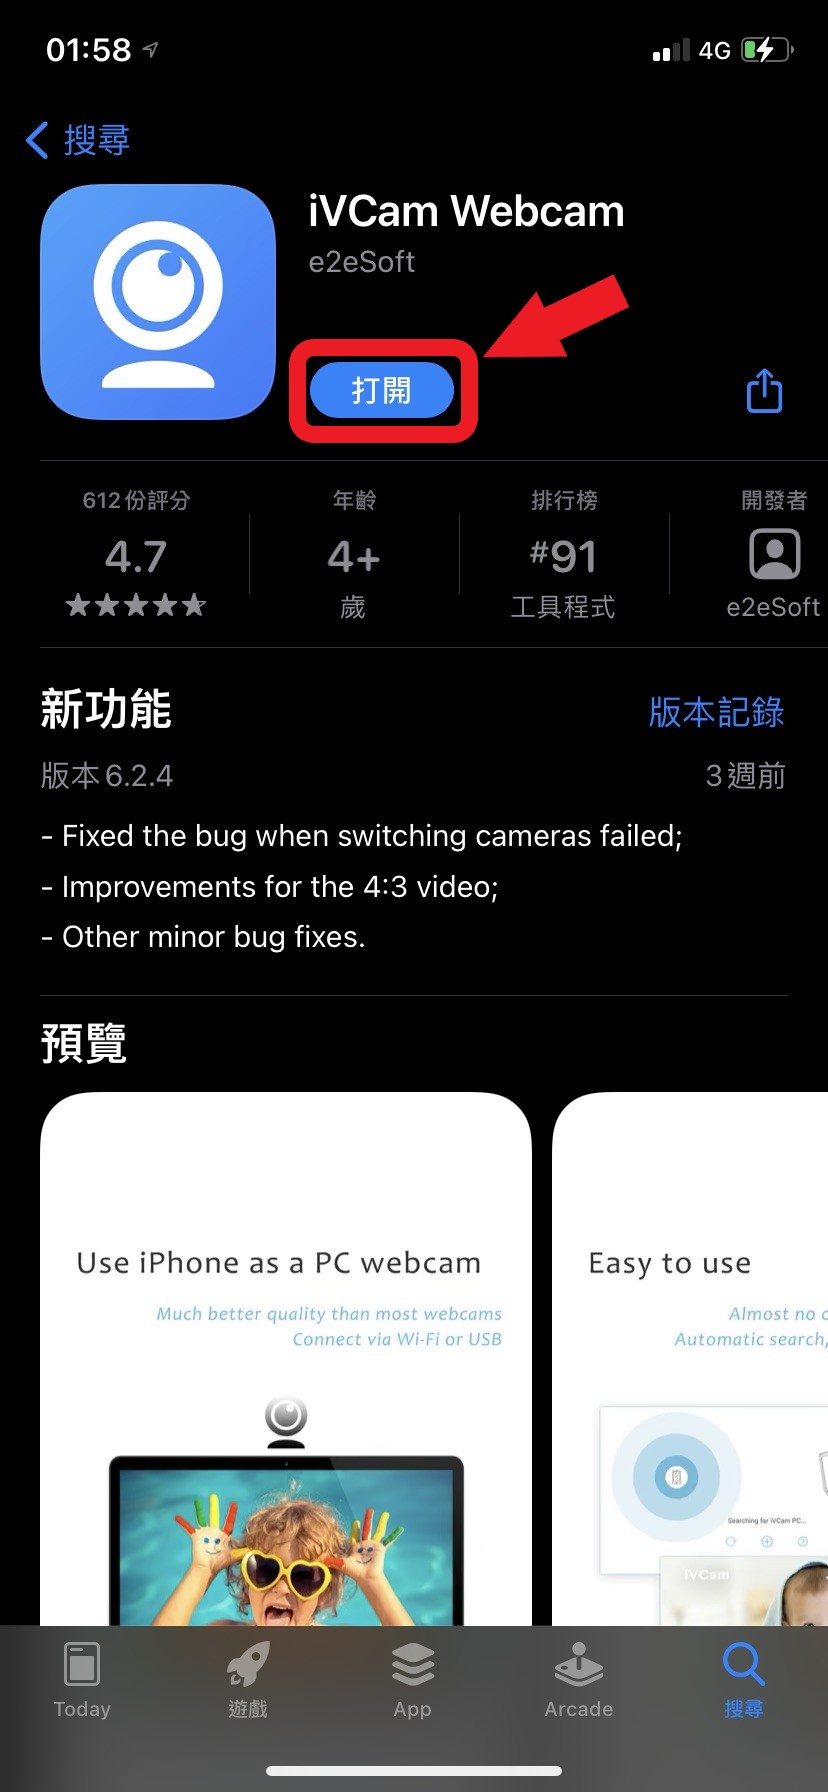 01:58
4G
搜尋
iVCam Webcam
e2eSoft
打開
612份評分
4.7
年齡
4+
歲
排行榜
#91
工具程式
開發者
e2eSoft
新功能
版本記錄
版本6.2.4
3週前
- Fixed the bug when switching cameras failed;
- Improvements for the 4:3 video;
- Other minor bug fixes.
預覽
Use iPhone as a PC webcam
Much better quality than most webcams
Connect via Wi-Fi or USB
Easy to use
Almost no
Automatic search,
Searching for iVCam PC...
iVCam
Today
遊戲
App
Arcade
搜尋